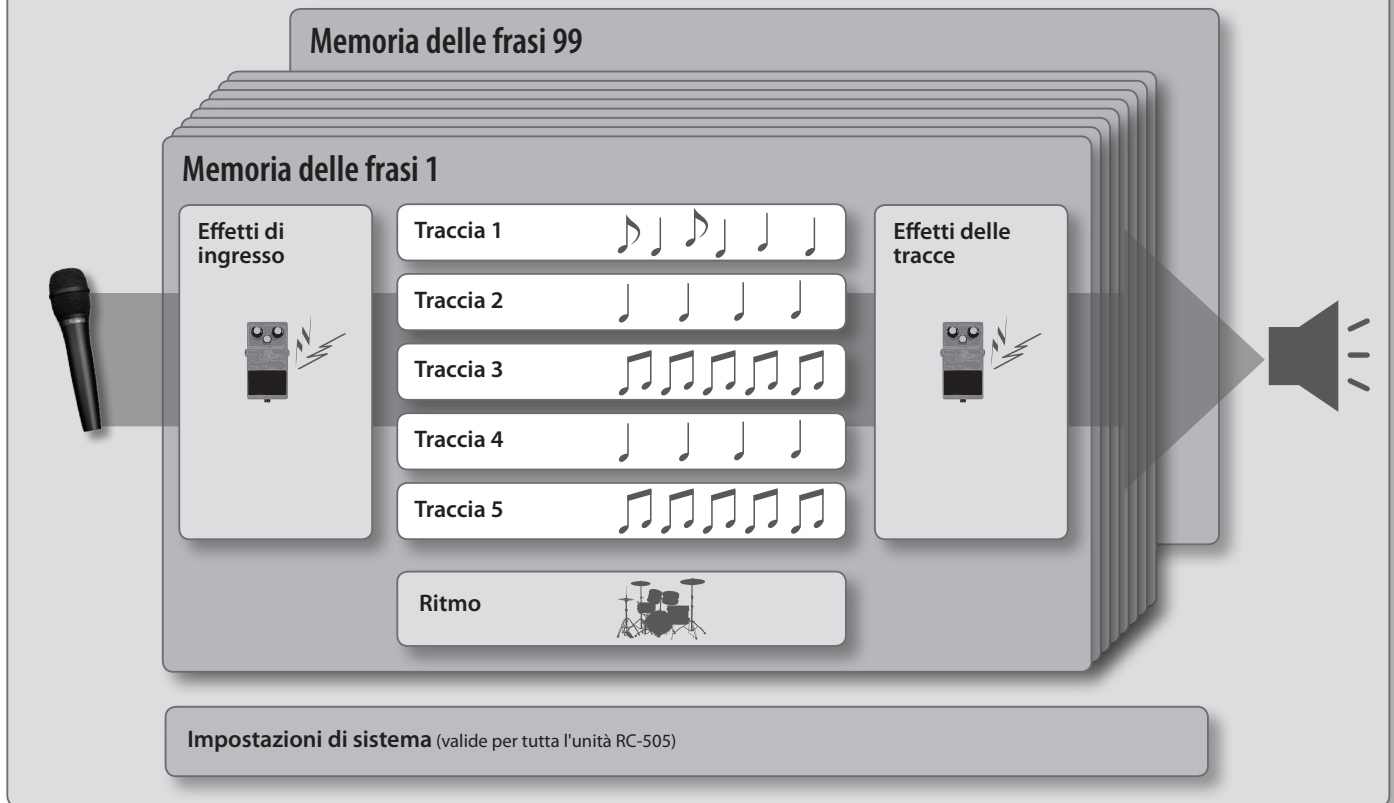 Memoria delle frasi 99
Memoria delle frasi 1
Effetti di
ingresso
Traccia 1
Traccia 2
Traccia 3
Traccia 4
Traccia 5
Effetti delle
tracce
Ritmo
Impostazioni di sistema (valide per tutta l'unità RC-505)